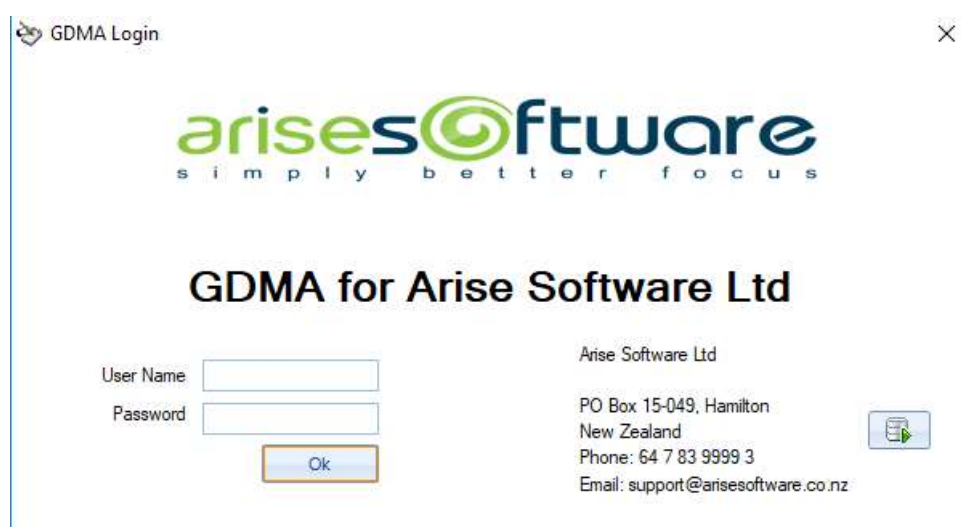 GDMA Login
arisesoftware
simply better focus
GDMA for Arise Software Ltd
User Name
Password
Ok
Arise Software Ltd
PO Box 15-049, Hamilton
New Zealand
Phone: 64 7 83 9999 3
Email: support@arisesoftware.co.nz